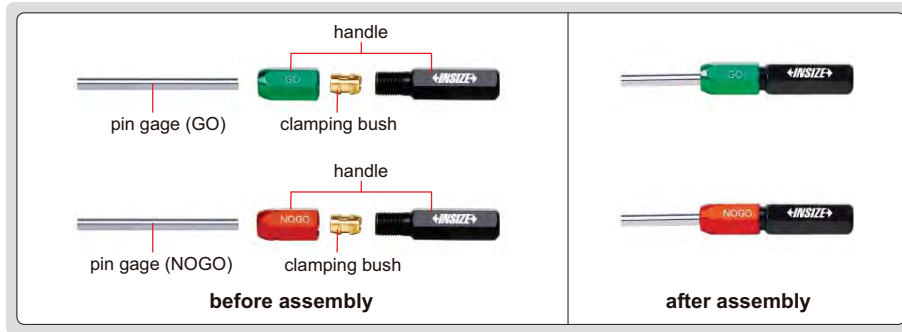 handle
GO
INSIZE
pin gage (GO)
clamping bush
handle
NOGO
INSIZE
pin gage (NOGO)
clamping bush
before assembly
GO
INSIZE
NOGO
INSIZE
after assembly